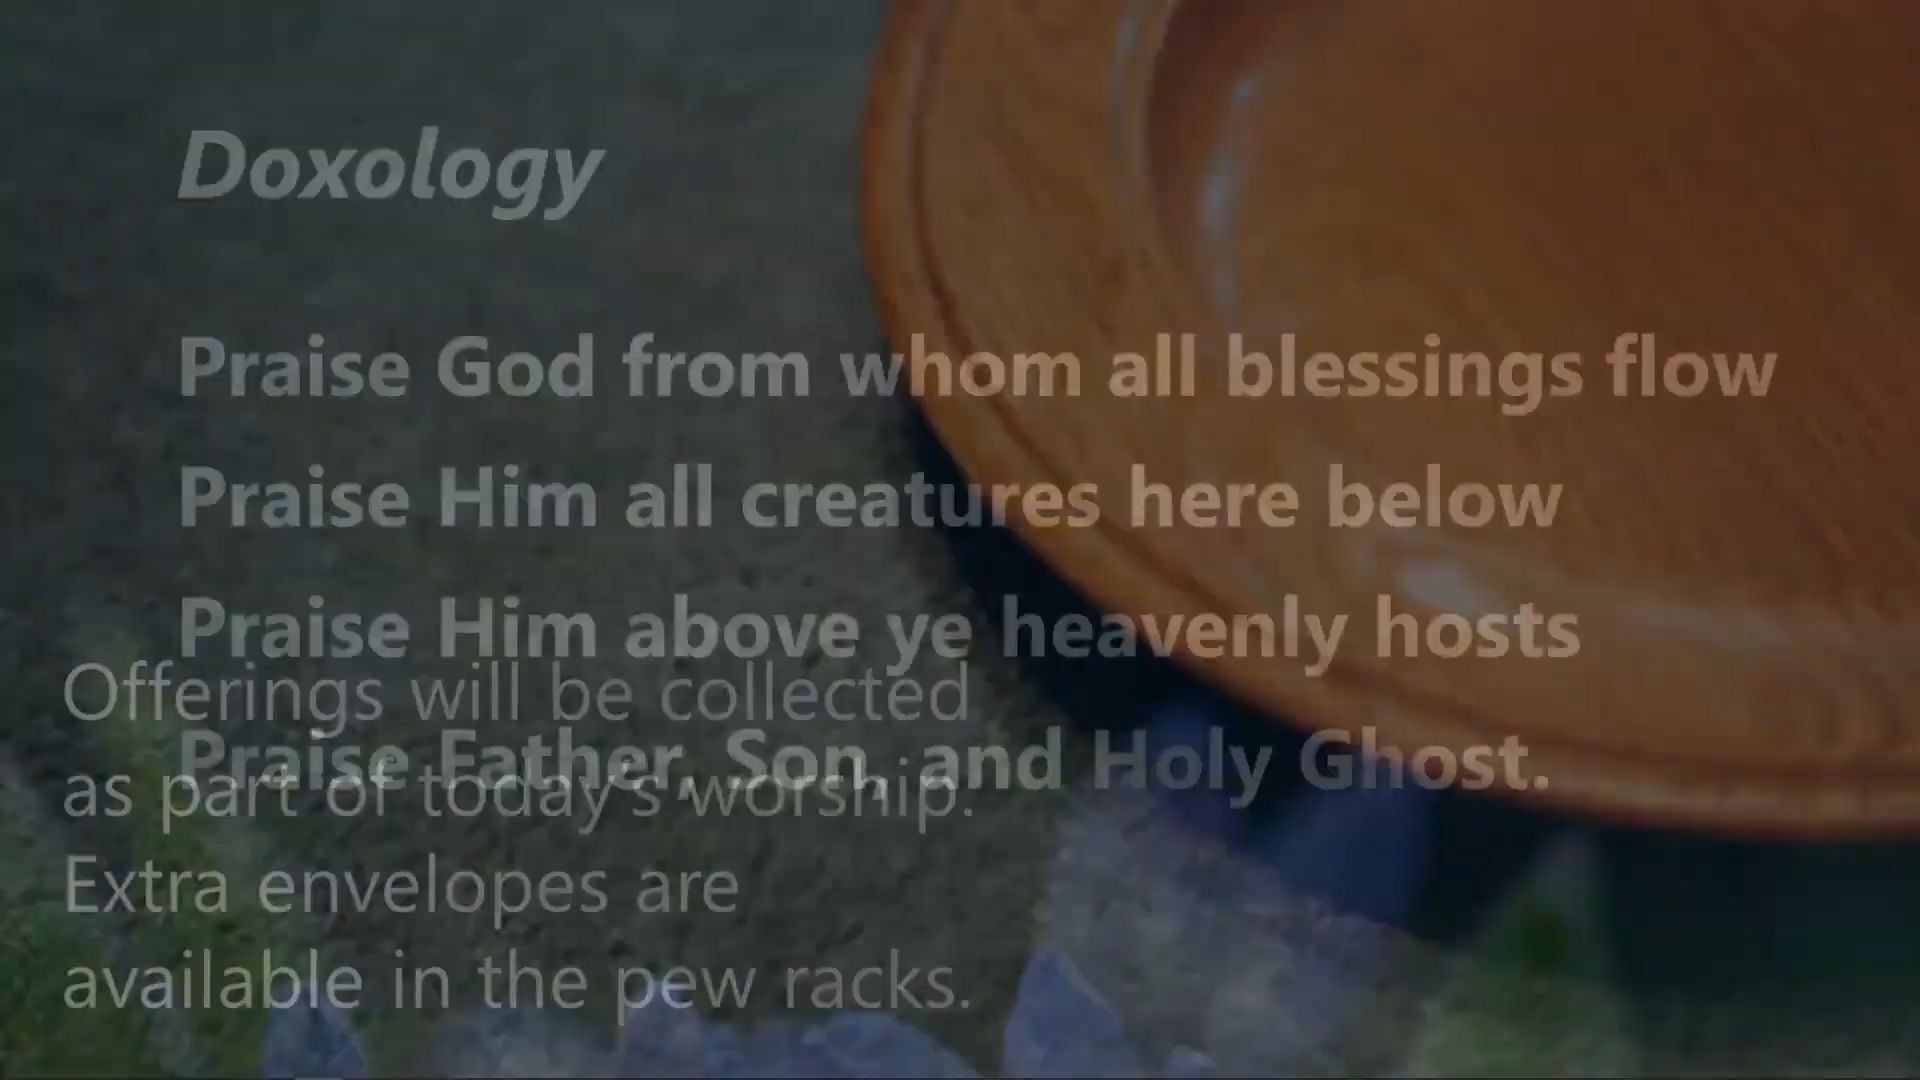 Doxology
Praise God from whom all blessings flow
Praise Him all creatures here below
Praise Him above ye heavenly hosts
Praise Father, Son, and Holy Ghost.
Offerings will be collected
as part of today's worship.
Extra envelopes are
available in the pew racks.